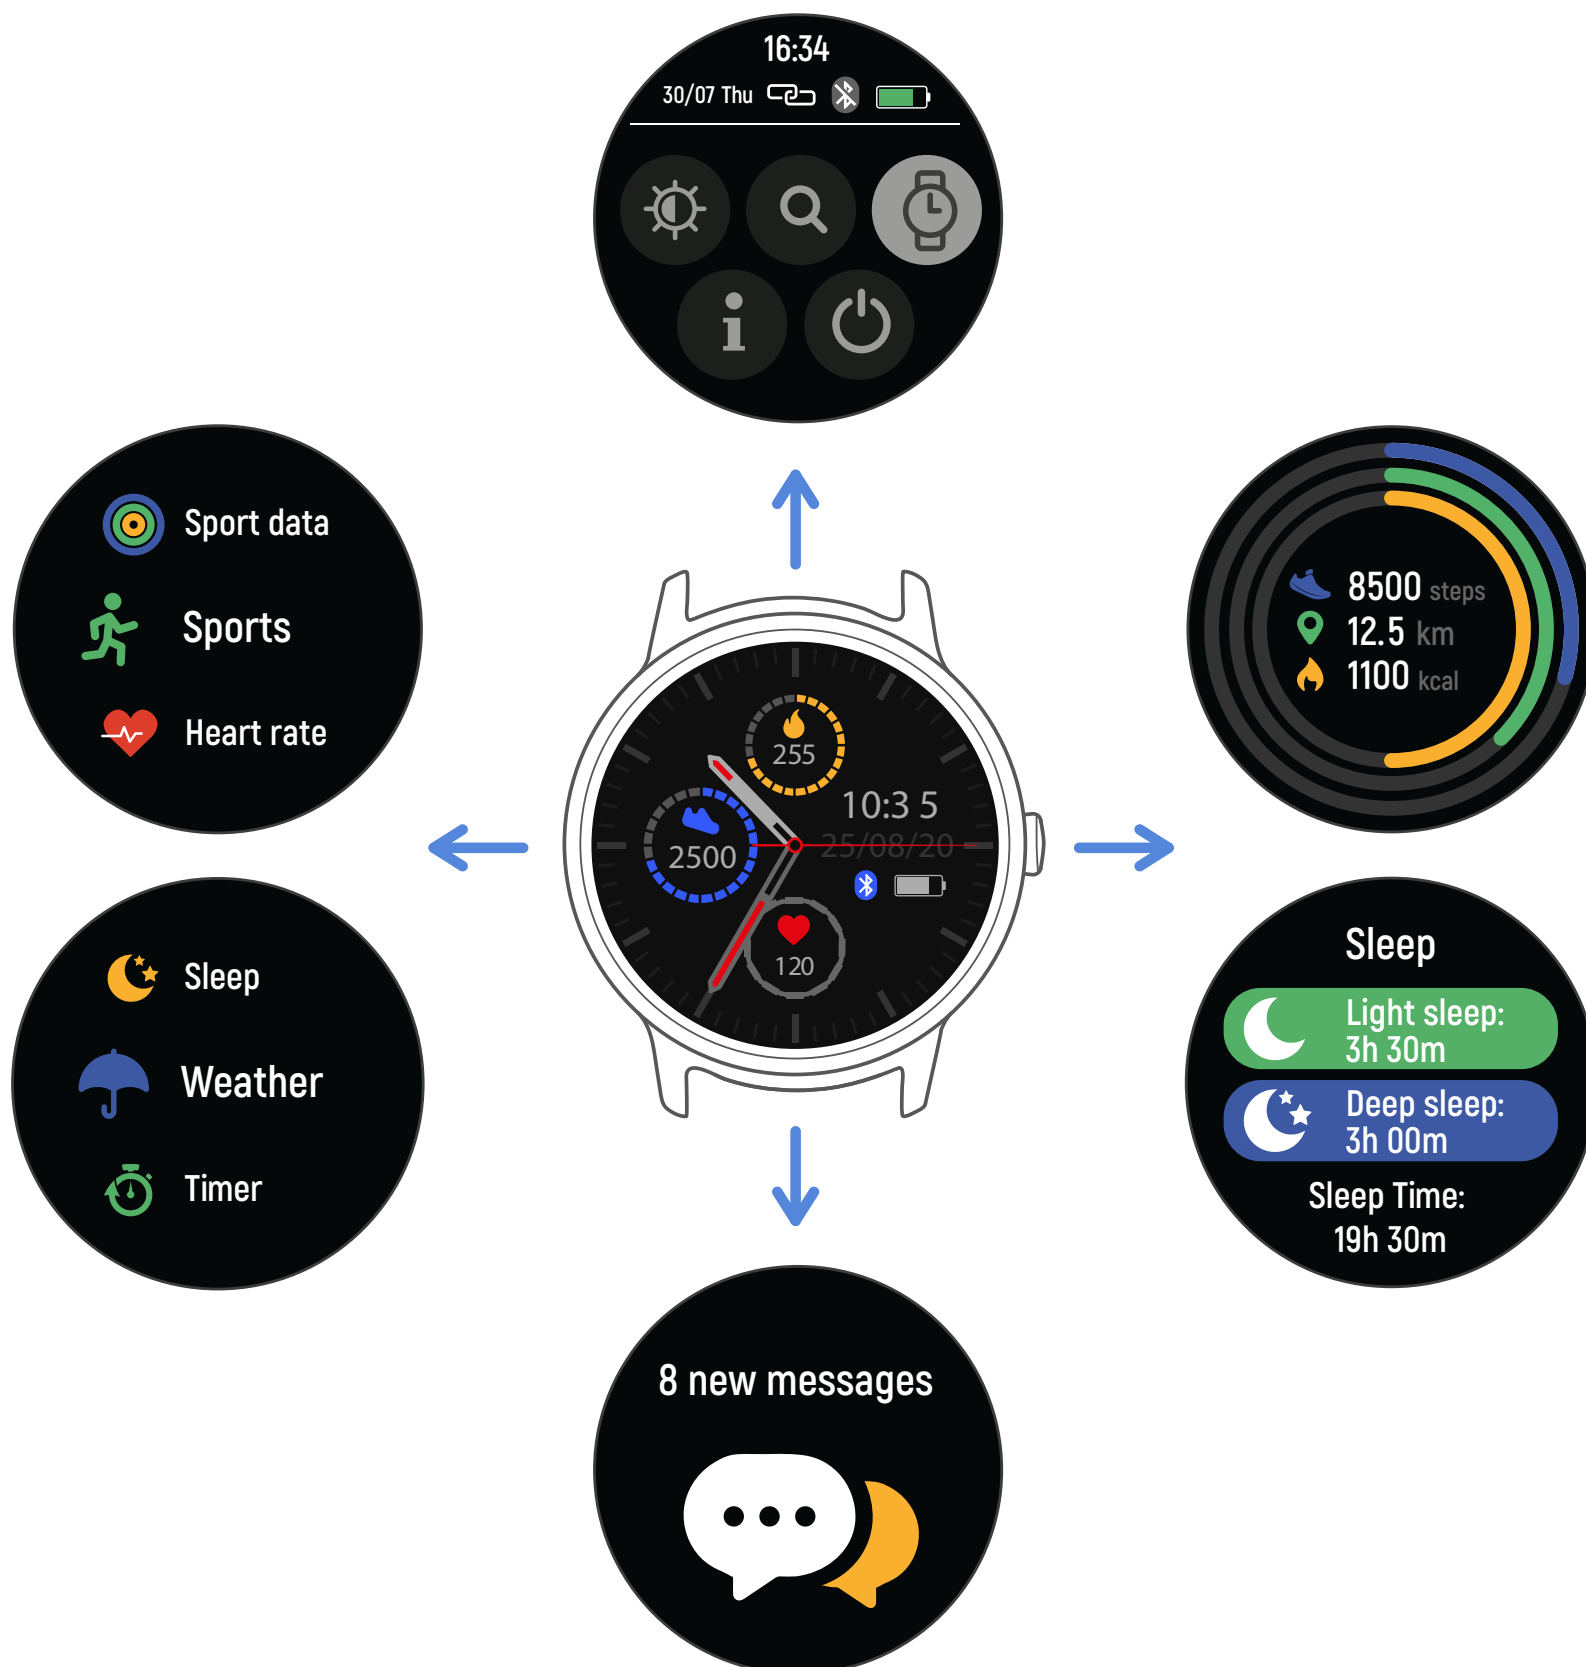 16:34
30/07 Thu
Sport data
Sports
Heart rate
8500 steps
12.5 km
1100 kcal
255
10:3 5
2500
25/08/20
120
Sleep
Weather
Timer
Sleep
Light sleep:
3h 30m
Deep sleep:
3h 00m
Sleep Time:
19h 30m
8 new messages